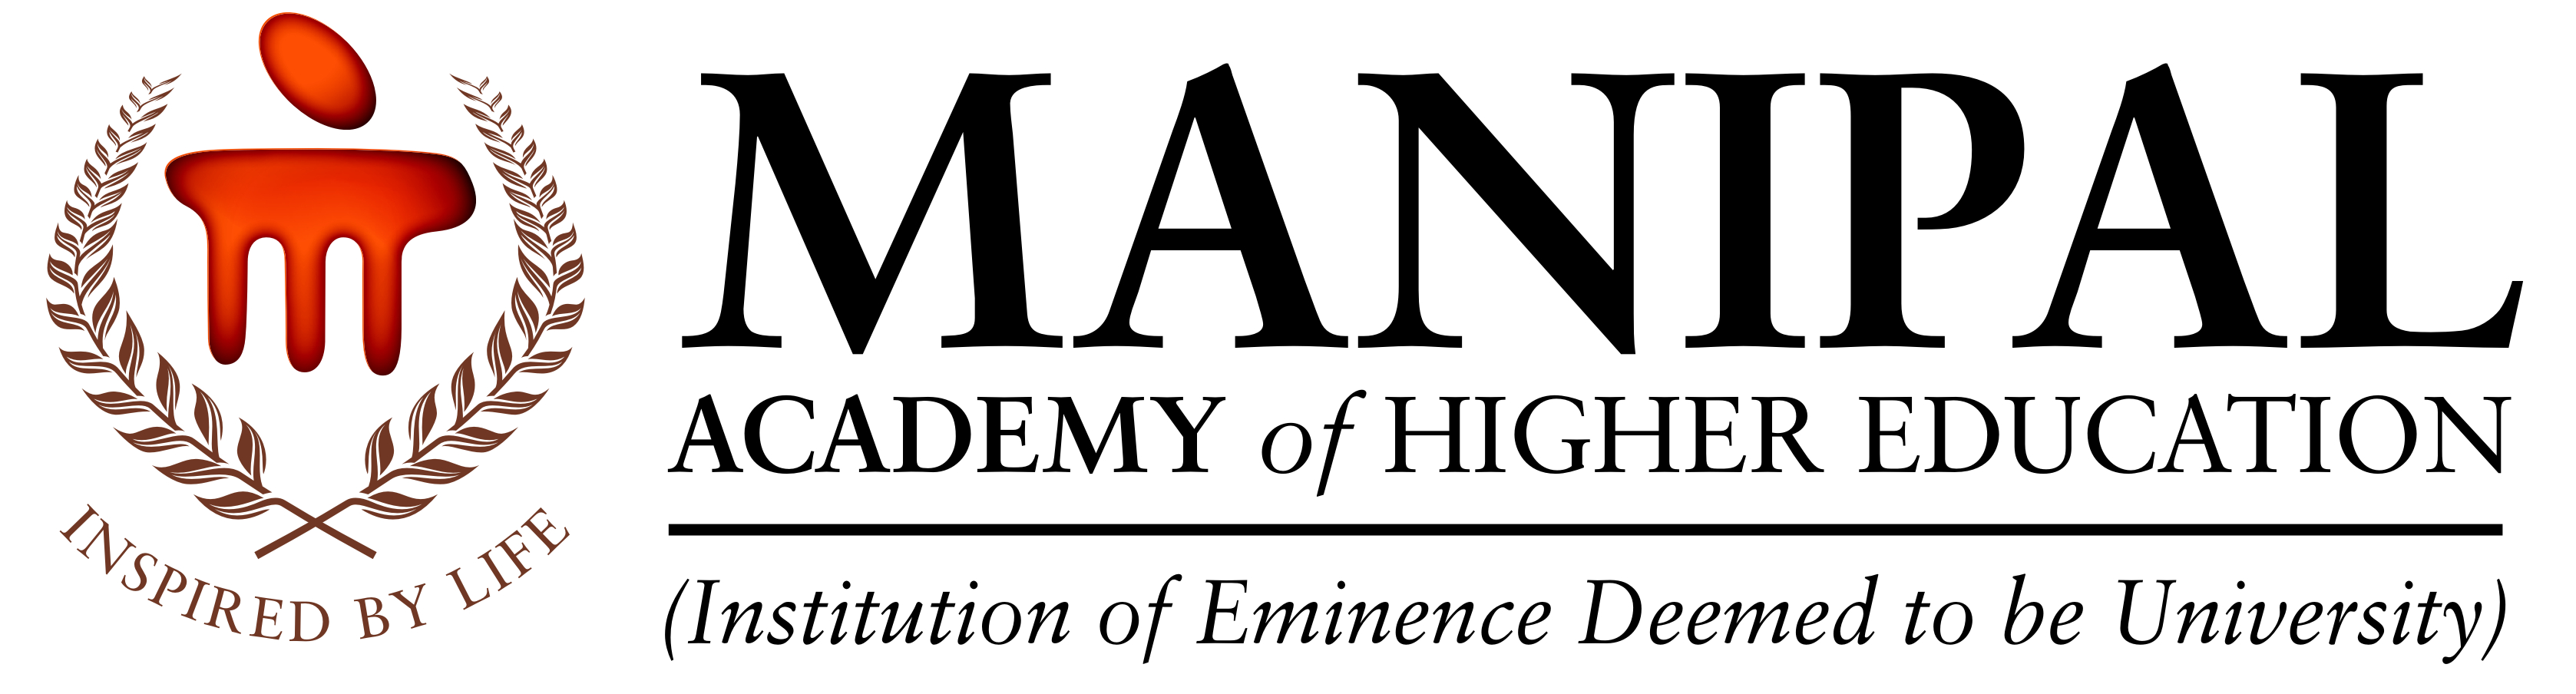 MANIPAL
ACADEMY of HIGHER EDUCATION
(Institution of Eminence Deemed to be University)
INSPIRED BY LIFE